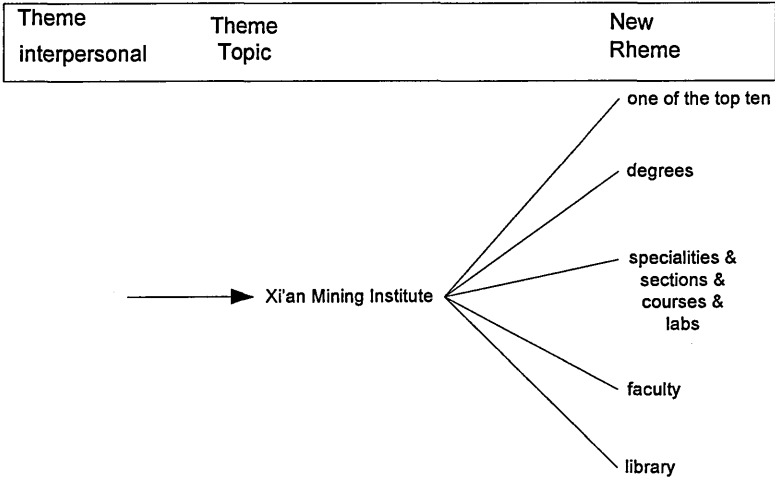 Theme
interpersonal
Theme
Topic
New
Rheme
one of the top ten
degrees
Xi'an Mining Institute
specialities &
sections &
courses &
labs
faculty
library